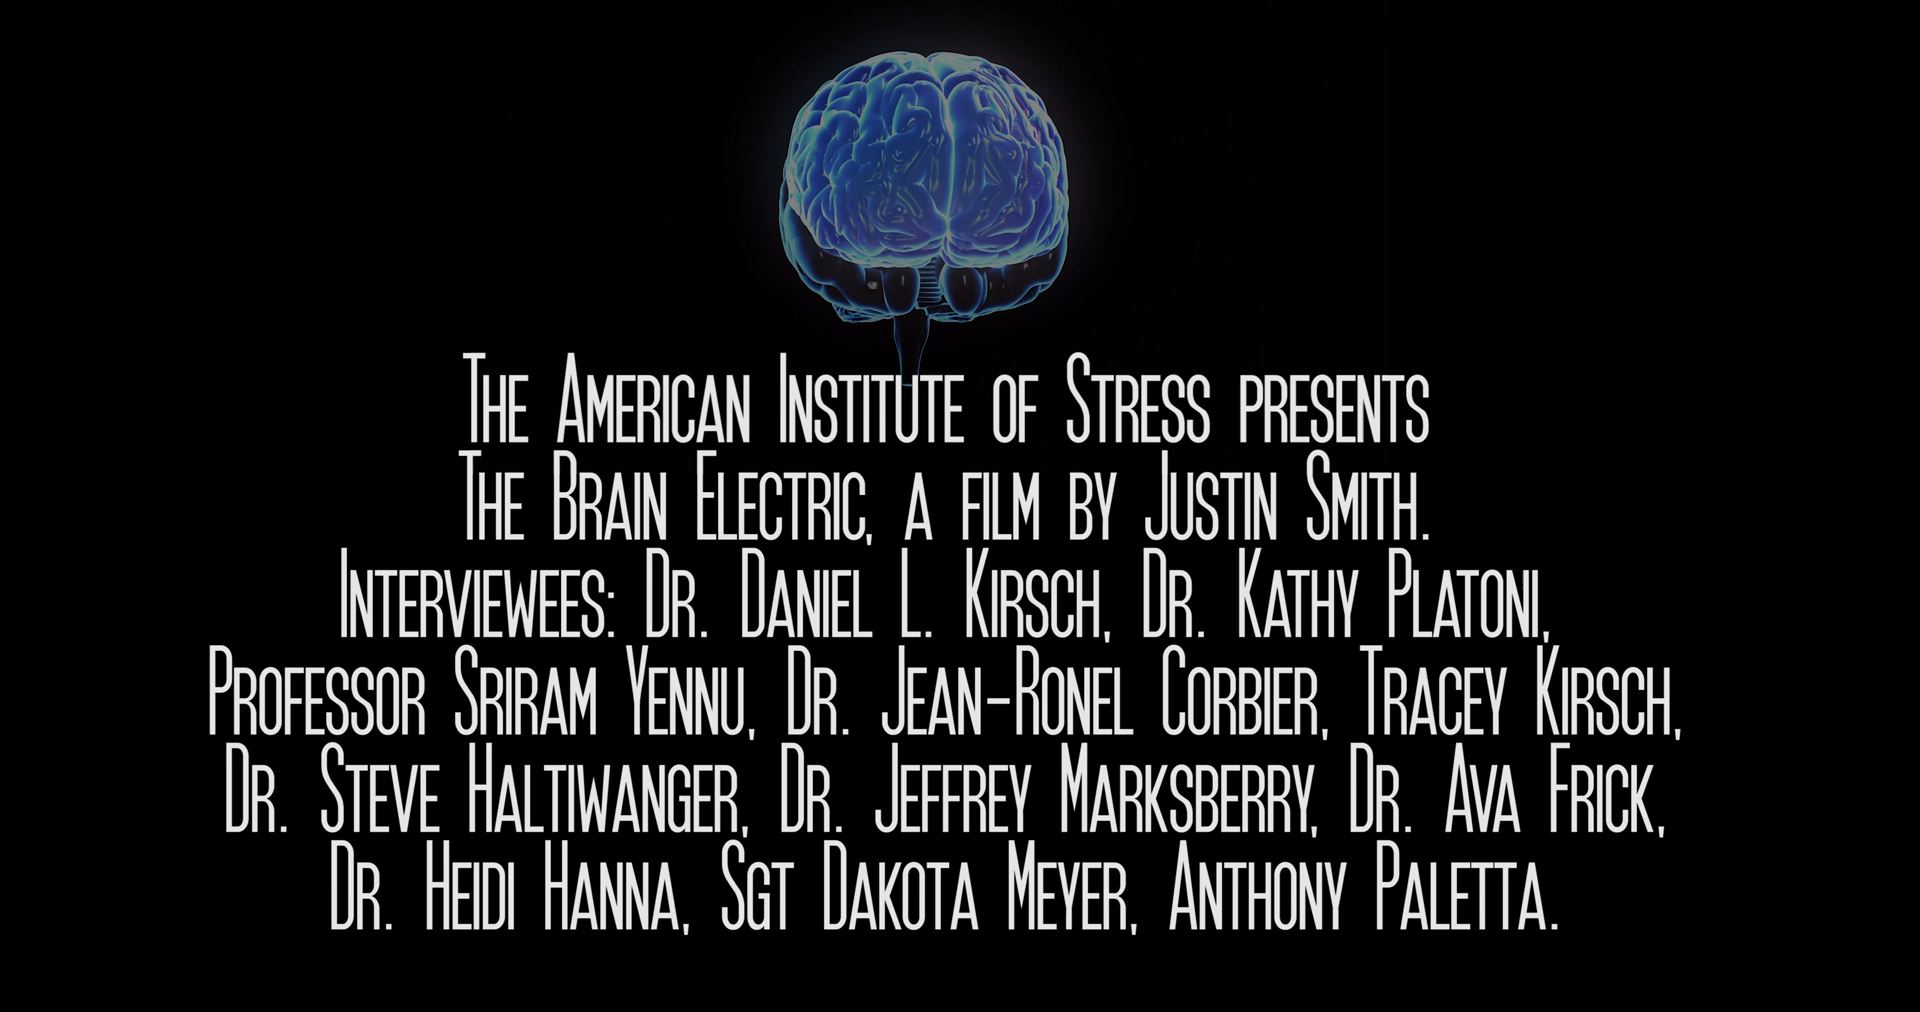 The American Institute of Stress presents
The Brain Electric, a film by Justin Smith.
Interviewees: Dr. Daniel L. Kirsch, Dr. Kathy Platoni,
Professor Sriram Yennu, Dr. Jean-Ronel Corbier, Tracey Kirsch,
Dr. Steve Haltiwanger, Dr. Jeffrey Marksberry, Dr. Ava Frick,
Dr. Heidi Hanna, Sgt Dakota Meyer, Anthony Paletta.